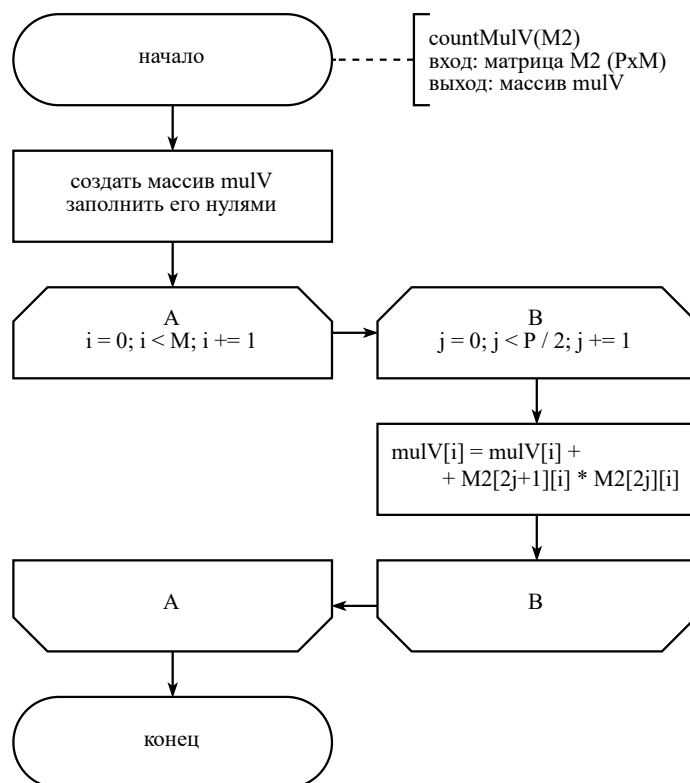 начало
countMulV(M2)
вход: матрица M2 (PxM)
выход: массив mulV
создать массив mulV
заполнить его нулями
A
i = 0; i < M; i += 1
B
j = 0; j < P / 2; j += 1
mulV[i] = mulV[i] +
+ M2[2j+1][i] * M2[2j][i]
A
B
конец